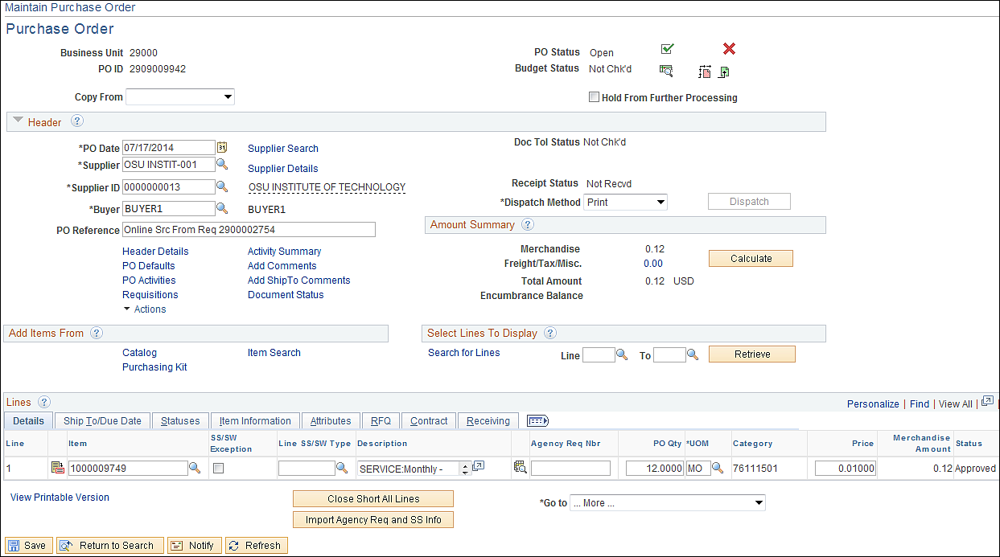 Maintain Purchase Order
Purchase Order
Business Unit 29000
PO ID 2909009942
PO Status Open
Budget Status Not Chk'd
Copy From
Hold From Further Processing
Header ?
*PO Date 07/17/2014 31 Supplier Search
Doc Tol Status Not Chk'd
*Supplier OSU INSTIT-001 Supplier Details
*Supplier ID 0000000013 OSU INSTITUTE OF TECHNOLOGY
Receipt Status Not Recvd
*Dispatch Method Print Dispatch
*Buyer BUYER1 BUYER1
PO Reference Online Src From Req 2900002754
Amount Summary ?
Header Details Activity Summary
PO Defaults Add Comments
PO Activities Add ShipTo Comments
Requisitions Document Status
Actions
Merchandise 0.12
Freight/Tax/Misc. 0.00
Calculate
Total Amount 0.12 USD
Encumbrance Balance
Add Items From ?
Catalog Item Search
Purchasing Kit
Select Lines To Display ?
Search for Lines Line To Retrieve
Lines ?
Personalize | Find | View All |
Details Ship To/Due Date Statuses Item Information Attributes RFQ Contract Receiving
Line Item SS/SW Exception Line SS/SW Type Description Agency Req Nbr PO Qty *UOM Category Price Merchandise Amount Status
1 1000009749 SERVICE:Monthly - 12.0000 MO 76111501 0.01000 0.12 Approved
View Printable Version
Close Short All Lines
*Go to ... More ...
Import Agency Req and SS Info
Save Return to Search Notify Refresh